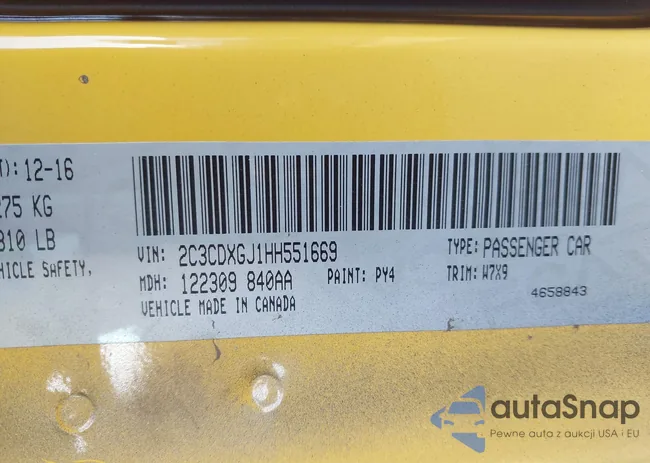 T): 12-16
275 KG
310 LB
HICLE SAFETY,
VIN: 2C3CDXGJ1HH551669
TYPE: PASSENGER CAR
MDH: 122309 840AA
PAINT: PY4
TRIM: W7X9
VEHICLE MADE IN CANADA
4658843
autaSnap
Pewne auta z aukcji USA i EU